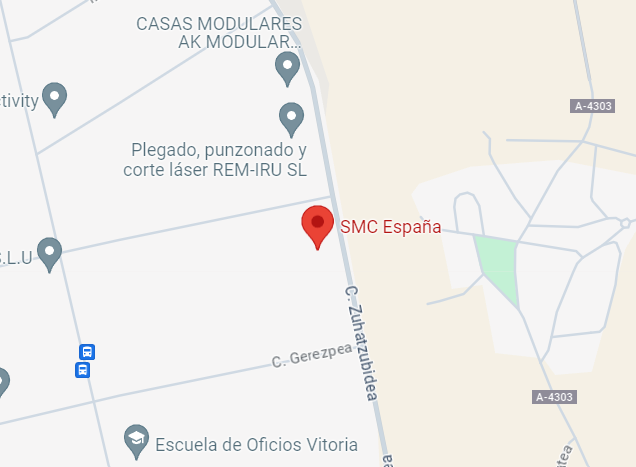 CASAS MODULARES
AK MODULAR...
tivity
A-4303
Plegado, punzonado y
corte láser REM-IRU SL
SMC España
S.L.U
C. Zuhatzubidea
C. Gerezpea
A-4303
Escuela de Oficios Vitoria